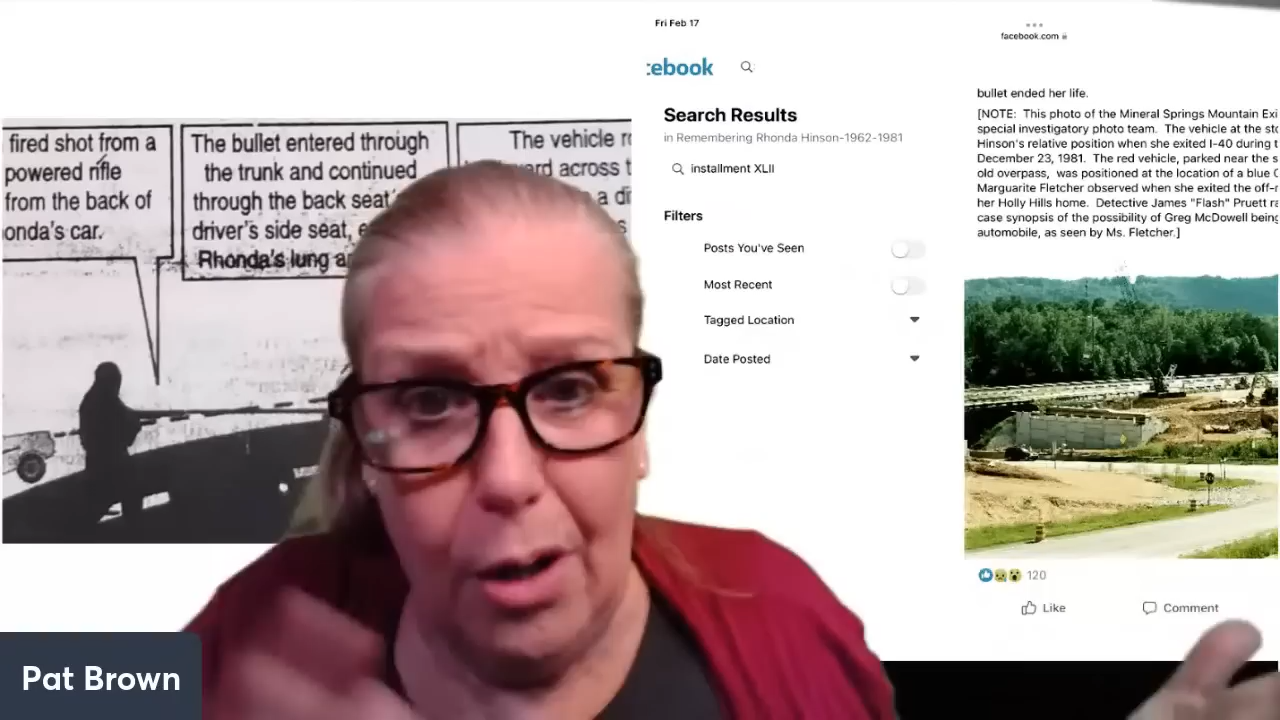 fired shot from a
powered rifle
from the back of
onda's car.
The bullet entered through
the trunk and continued
through the back seat
driver's side seat,
Rhonda's lung
The vehicle
across
a
Fri Feb 17
cebook
Search Results
in Remembering Rhonda Hinson-1962-1981
installment XLII
Filters
Posts You've Seen
Most Recent
Tagged Location
Date Posted
facebook.com
bullet ended her life.
[NOTE: This photo of the Mineral Springs Mountain Exi
special investigatory photo team. The vehicle at the sto
Hinson's relative position when she exited I-40 during t
December 23, 1981. The red vehicle, parked near the s
old overpass, was positioned at the location of a blue
Marguarite Fletcher observed when she exited the off-r
her Holly Hills home. Detective James "Flash" Pruett ra
case synopsis of the possibility of Greg McDowell being
automobile, as seen by Ms. Fletcher.]
120
Like
Comment
Pat Brown